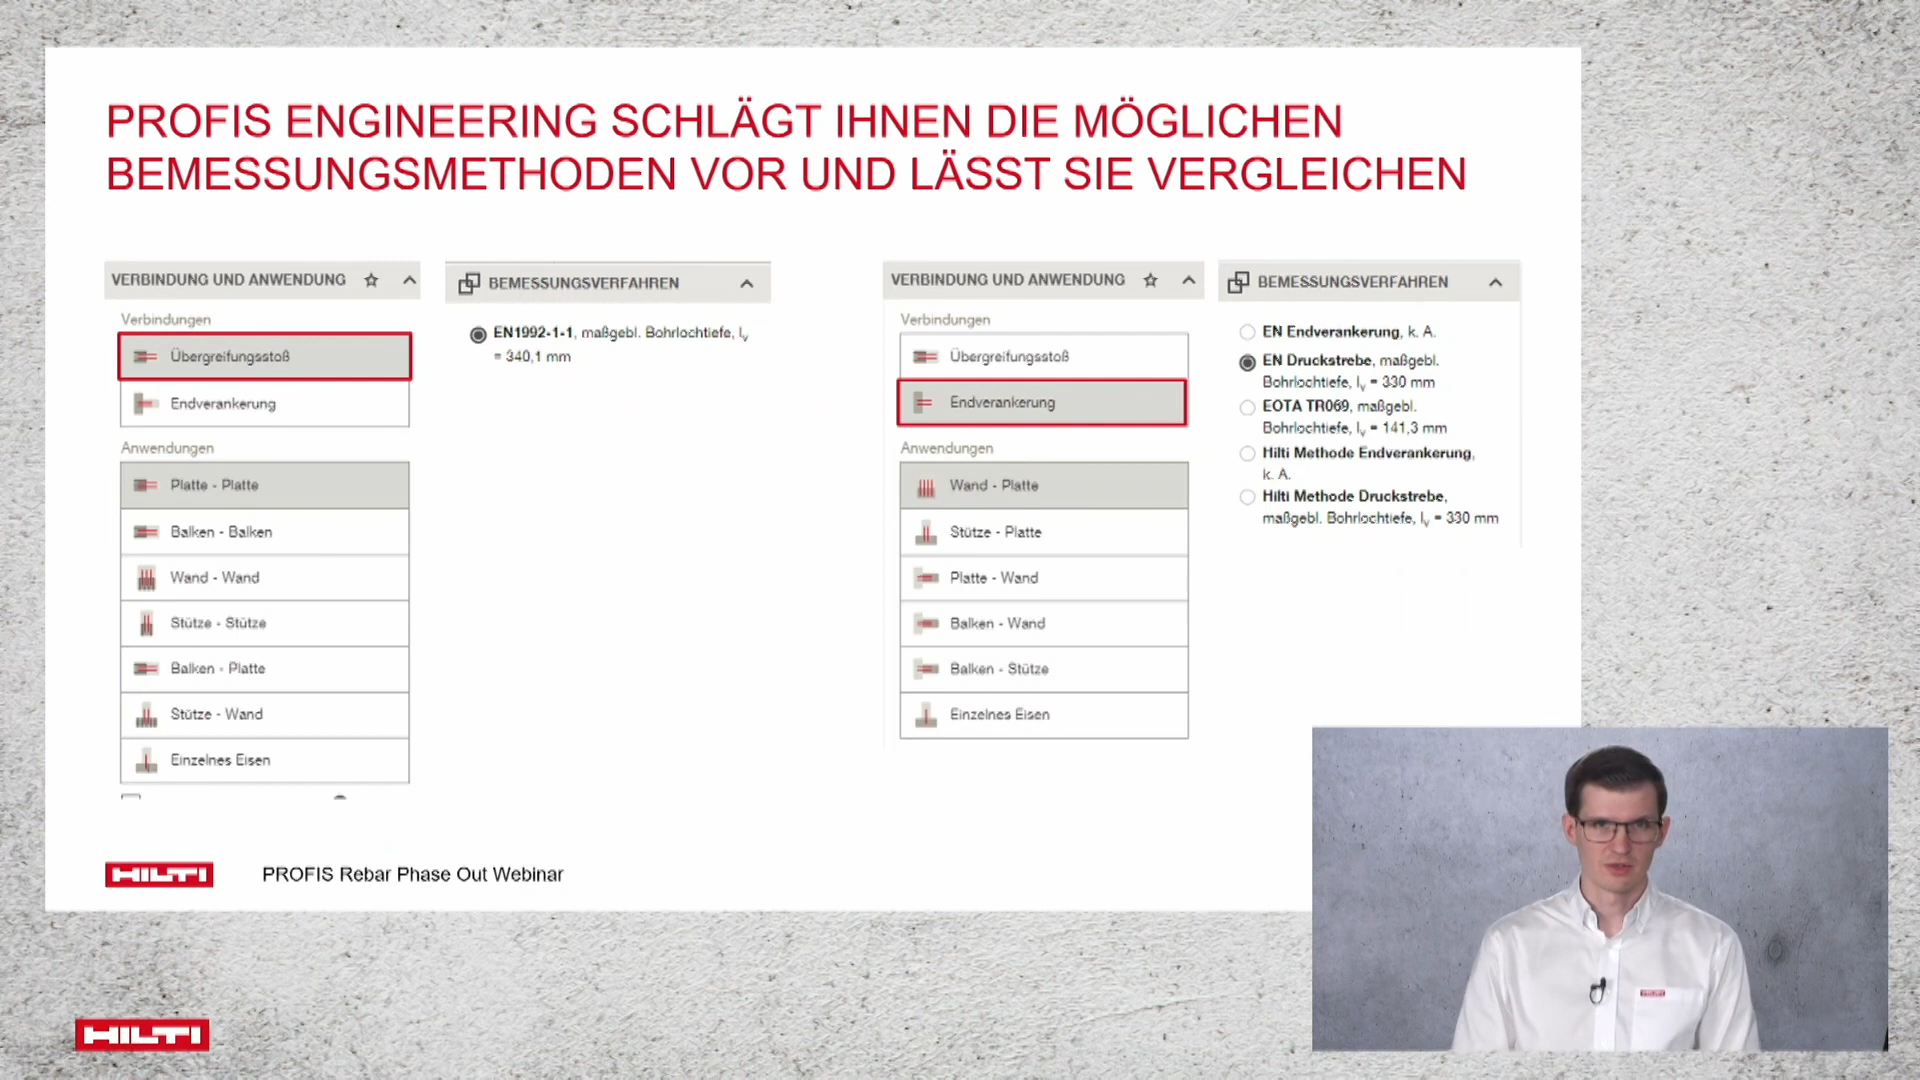 PROFIS ENGINEERING SCHLÄGT IHNEN DIE MÖGLICHEN
BEMESSUNGSMETHODEN VOR UND LÄSST SIE VERGLEICHEN
VERBINDUNG UND ANWENDUNG
Verbindungen
Übergreifungsstoß
Endverankerung
Anwendungen
Platte - Platte
Balken - Balken
Wand - Wand
Stütze - Stütze
Balken - Platte
Stütze - Wand
Einzelnes Eisen
BEMESSUNGSVERFAHREN
EN1992-1-1, maßgebl. Bohrlochtiefe, lv
= 340,1 mm
VERBINDUNG UND ANWENDUNG
Verbindungen
Übergreifungsstoß
Endverankerung
Anwendungen
Wand - Platte
Stütze - Platte
Platte - Wand
Balken - Wand
Balken - Stütze
Einzelnes Eisen
BEMESSUNGSVERFAHREN
EN Endverankerung, k. A.
EN Druckstrebe, maßgebl.
Bohrlochtiefe, lv = 330 mm
EOTA TR069, maßgebl.
Bohrlochtiefe, lv = 141,3 mm
Hilti Methode Endverankerung,
k. A.
Hilti Methode Druckstrebe,
maßgebl. Bohrlochtiefe, lv = 330 mm
HILTI
PROFIS Rebar Phase Out Webinar
HILTI
HILTI